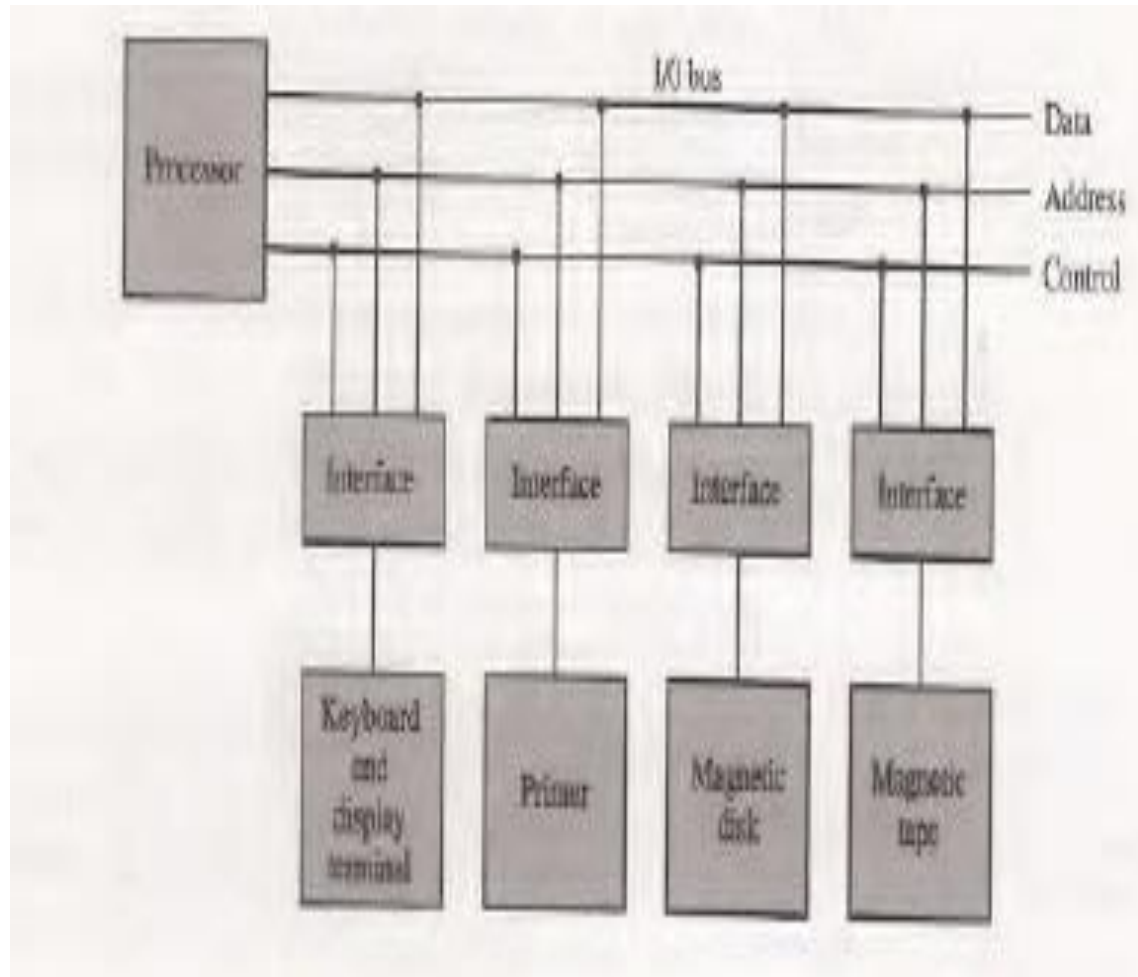 I/O bus
Data
Processor
Address
Control
Interface
Interface
Interface
Interface
Keyboard
and
display
terminal
Printer
Magnetic
disk
Magnetic
tape